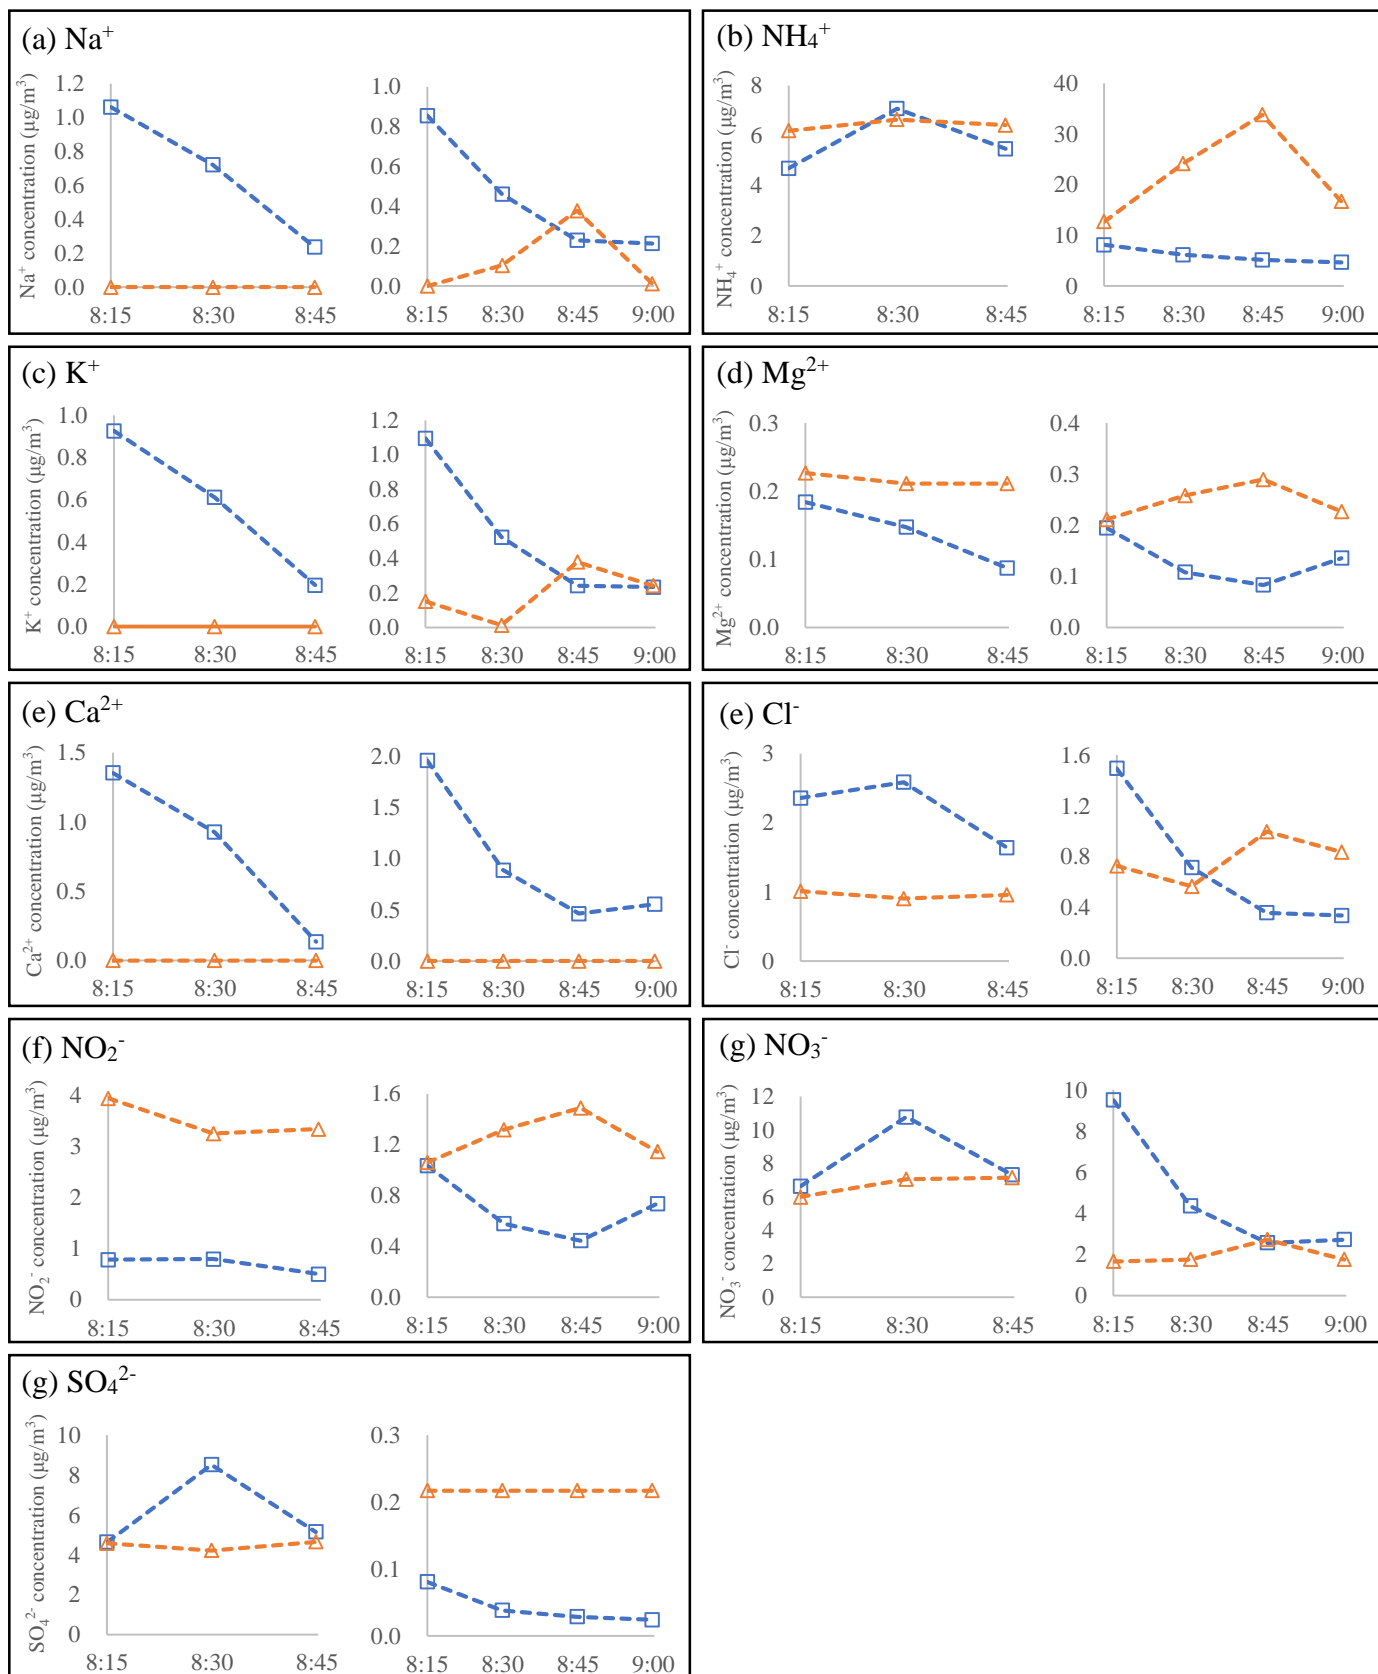 (a) Na⁺
Na⁺ concentration (µg/m³)
1.2
1.0
0.8
0.6
0.4
0.2
0.0
8:15 8:30 8:45
1.0
0.8
0.6
0.4
0.2
0.0
8:15 8:30 8:45 9:00
(b) NH₄⁺
NH₄⁺ concentration (µg/m³)
8
6
4
2
0
8:15 8:30 8:45
40
30
20
10
0
8:15 8:30 8:45 9:00
(c) K⁺
K⁺ concentration (µg/m³)
1.0
0.8
0.6
0.4
0.2
0.0
8:15 8:30 8:45
1.2
1.0
0.8
0.6
0.4
0.2
0.0
8:15 8:30 8:45 9:00
(d) Mg²⁺
Mg²⁺ concentration (µg/m³)
0.3
0.2
0.1
0.0
8:15 8:30 8:45
0.4
0.3
0.2
0.1
0.0
8:15 8:30 8:45 9:00
(e) Ca²⁺
Ca²⁺ concentration (µg/m³)
1.5
1.0
0.5
0.0
8:15 8:30 8:45
2.0
1.5
1.0
0.5
0.0
8:15 8:30 8:45 9:00
(e) Cl⁻
Cl⁻ concentration (µg/m³)
3
2
1
0
8:15 8:30 8:45
1.6
1.2
0.8
0.4
0.0
8:15 8:30 8:45 9:00
(f) NO₂⁻
NO₂⁻ concentration (µg/m³)
4
3
2
1
0
8:15 8:30 8:45
1.6
1.2
0.8
0.4
0.0
8:15 8:30 8:45 9:00
(g) NO₃⁻
NO₃⁻ concentration (µg/m³)
12
10
8
6
4
2
0
8:15 8:30 8:45
10
8
6
4
2
0
8:15 8:30 8:45 9:00
(g) SO₄²⁻
SO₄²⁻ concentration (µg/m³)
10
8
6
4
2
0
8:15 8:30 8:45
0.3
0.2
0.1
0.0
8:15 8:30 8:45 9:00